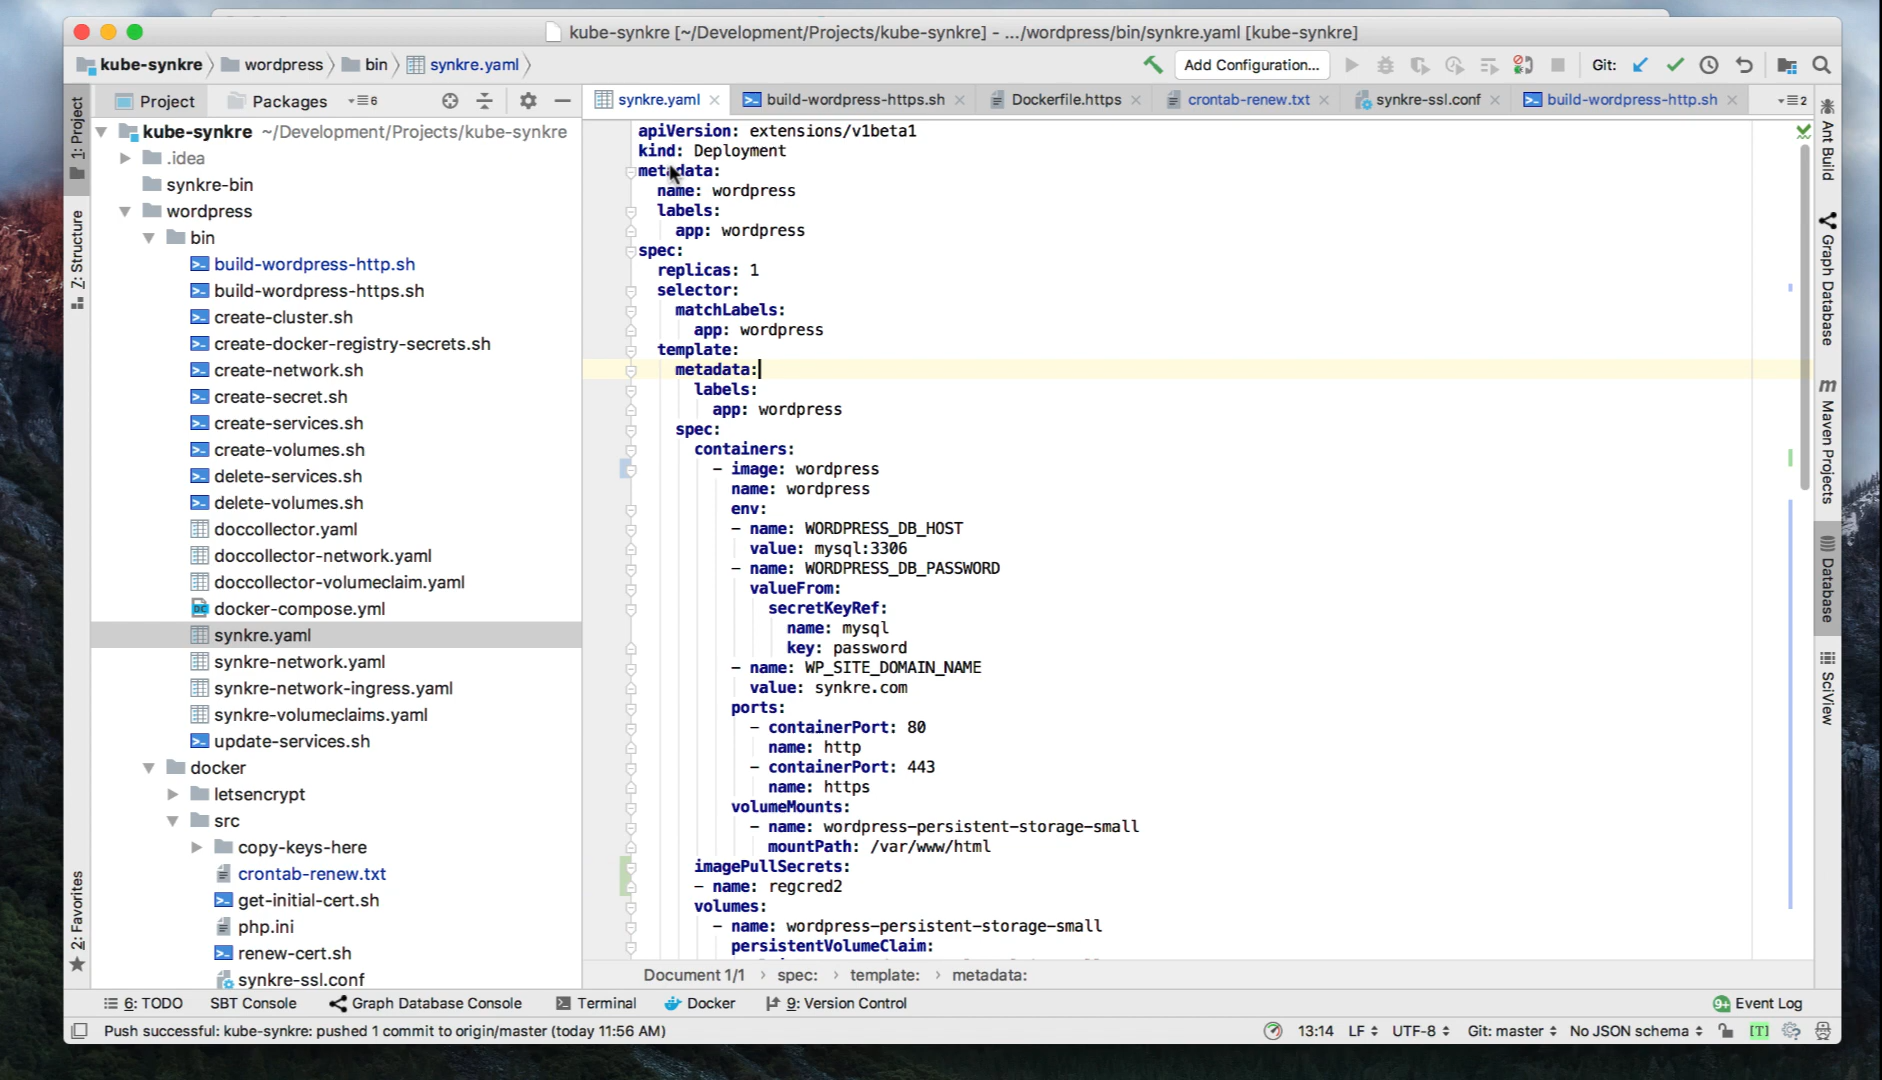 kube-synkre [~/Development/Projects/kube-synkre] - .../wordpress/bin/synkre.yaml [kube-synkre]
kube-synkre wordpress bin synkre.yaml Add Configuration... Git:
1: Project
Z: Structure
2: Favorites
Project Packages 6
kube-synkre ~/Development/Projects/kube-synkre
.idea
synkre-bin
wordpress
bin
build-wordpress-http.sh
build-wordpress-https.sh
create-cluster.sh
create-docker-registry-secrets.sh
create-network.sh
create-secret.sh
create-services.sh
create-volumes.sh
delete-services.sh
delete-volumes.sh
doccollector.yaml
doccollector-network.yaml
doccollector-volumeclaim.yaml
DC docker-compose.yml
synkre.yaml
synkre-network.yaml
synkre-network-ingress.yaml
synkre-volumeclaims.yaml
update-services.sh
docker
letsencrypt
src
copy-keys-here
crontab-renew.txt
get-initial-cert.sh
php.ini
renew-cert.sh
synkre-ssl.conf
synkre.yaml build-wordpress-https.sh Dockerfile.https crontab-renew.txt synkre-ssl.conf build-wordpress-http.sh 2
apiVersion: extensions/v1beta1
kind: Deployment
metadata:
name: wordpress
labels:
app: wordpress
spec:
replicas: 1
selector:
matchLabels:
app: wordpress
template:
metadata:
labels:
app: wordpress
spec:
containers:
- image: wordpress
name: wordpress
env:
- name: WORDPRESS_DB_HOST
value: mysql:3306
- name: WORDPRESS_DB_PASSWORD
valueFrom:
secretKeyRef:
name: mysql
key: password
- name: WP_SITE_DOMAIN_NAME
value: synkre.com
ports:
- containerPort: 80
name: http
- containerPort: 443
name: https
volumeMounts:
- name: wordpress-persistent-storage-small
mountPath: /var/www/html
imagePullSecrets:
- name: regcred2
volumes:
- name: wordpress-persistent-storage-small
persistentVolumeClaim:
Document 1/1 › spec: › template: › metadata:
Ant Build
Graph Database
m Maven Projects
Database
SciView
6: TODO SBT Console Graph Database Console Terminal Docker 9: Version Control 9+ Event Log
Push successful: kube-synkre: pushed 1 commit to origin/master (today 11:56 AM) 13:14 LF UTF-8 Git: master No JSON schema [T]